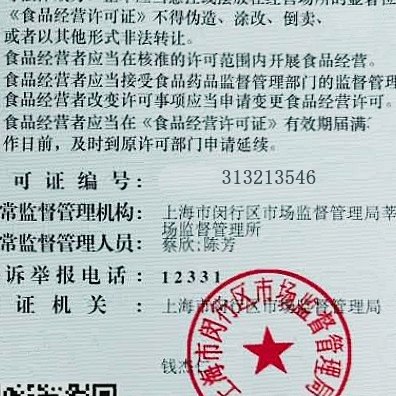 《食品经营许可证》不得伪造、涂改、倒卖、
或者以其他形式非法转让。
食品经营者应当在核准的许可范围内开展食品经营。
食品经营者应当接受食品药品监督管理部门的监督管理
食品经营者改变许可事项应当申请变更食品经营许可。
食品经营者应当在《食品经营许可证》有效期届满
作日前，及时到原许可部门申请延续。
可证编号： 313213546
常监督管理机构： 上海市闵行区市场监督管理局莘
场监督管理所
常监督管理人员： 蔡欣;陈芳
诉举报电话： 12331
证机关： 上海市闵行区市场监督管理局
钱杰仁
上海市闵行区市场监督管理局